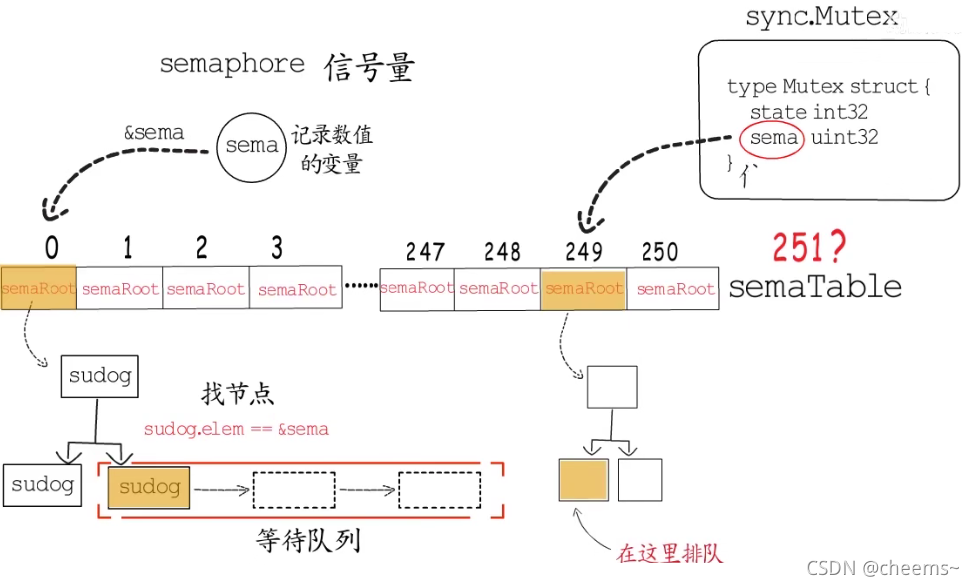 sync.Mutex
semaphore 信号量
type Mutex struct {
state int32
sema uint32
}
&sema
sema
记录数值
的变量
0 1 2 3 247 248 249 250 251?
semaRoot semaRoot semaRoot semaRoot ······ semaRoot semaRoot semaRoot semaRoot semaTable
sudog
找节点
sudog.elem == &sema
sudog sudog
等待队列
在这里排队
CSDN @cheems~